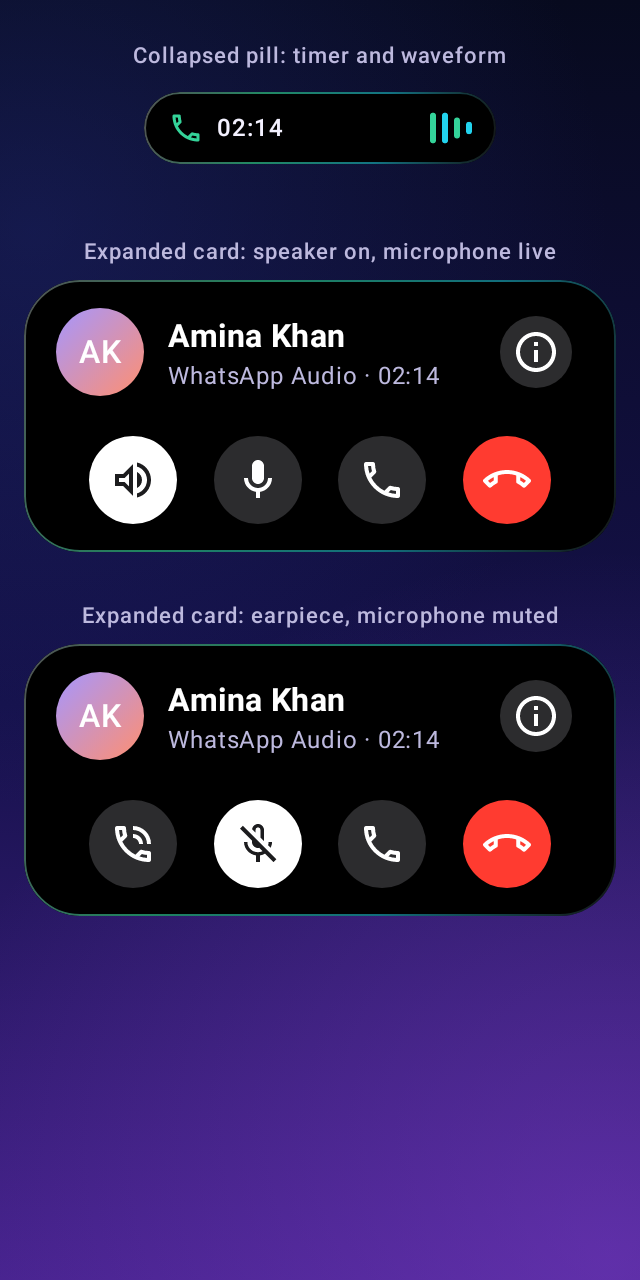 Collapsed pill: timer and waveform
02:14
Expanded card: speaker on, microphone live
AK
Amina Khan
WhatsApp Audio · 02:14
Expanded card: earpiece, microphone muted
AK
Amina Khan
WhatsApp Audio · 02:14